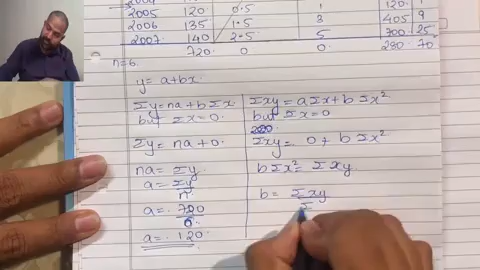 2005 120 0.5 1 120 1
2006 135 1.5 3 405 9
2007 140 2.5 5 700 25
720 0 0 280 70
n=6.
y = a+bx.
Σy=na+bΣx Σxy=aΣx+bΣx²
but Σx=0. but Σx=0
Σy=na+0. Σxy= 0+bΣx²
na=Σy bΣx²= Σxy.
a=Σy
n
b= Σxy
Σ
a= 720
6
a= 120